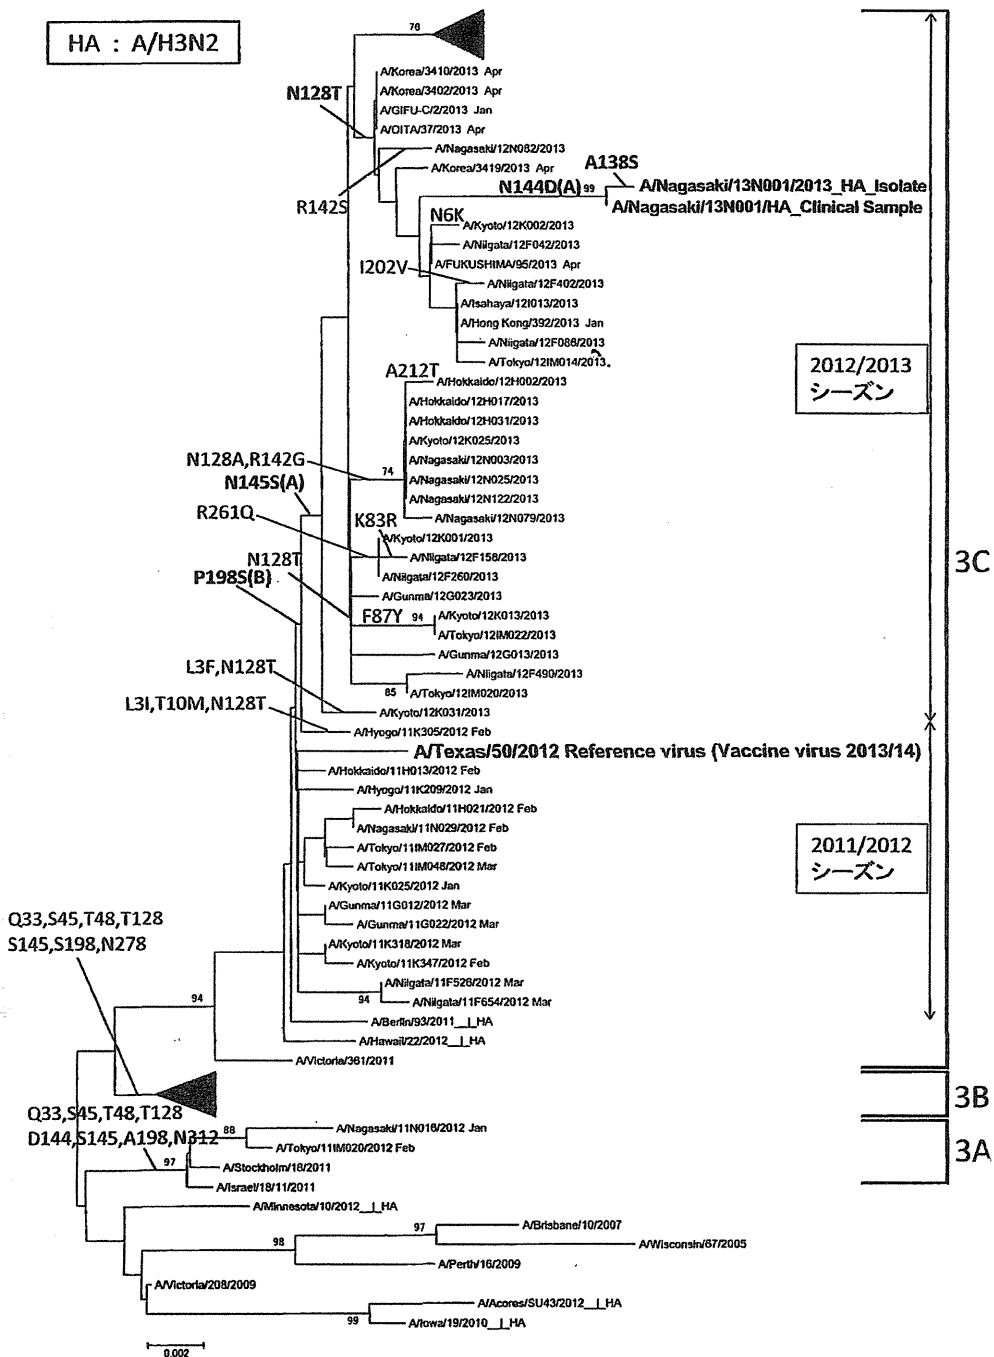 HA : A/H3N2
76
A/Korea/3410/2013 Apr
A/Korea/3402/2013 Apr
N128T
A/GIFU-C/2/2013 Jan
A/OITA/37/2013 Apr
A/Nagasaki/12N082/2013
A/Korea/3419/2013 Apr
A138S
R142S
N144D(A)
99
A/Nagasaki/13N001/2013_HA_Isolate
A/Nagasaki/13N001/HA_Clinical Sample
N6K
A/Kyoto/12K002/2013
A/Niigata/12F042/2013
A/FUKUSHIMA/95/2013 Apr
I202V
A/Niigata/12F402/2013
A/Isahaya/12I013/2013
A/Hong Kong/392/2013 Jan
A/Niigata/12F086/2013
A/Tokyo/12IM014/2013
2012/2013
シーズン
A212T
A/Hokkaido/12H002/2013
A/Hokkaido/12H017/2013
A/Hokkaido/12H031/2013
A/Kyoto/12K025/2013
N128A,R142G
74
A/Nagasaki/12N003/2013
A/Nagasaki/12N025/2013
N145S(A)
A/Nagasaki/12N122/2013
R261Q
K83R
A/Nagasaki/12N079/2013
A/Kyoto/12K001/2013
N128T
A/Niigata/12F158/2013
3C
P198S(B)
A/Niigata/12F260/2013
A/Gunma/12G023/2013
F87Y
94
A/Kyoto/12K013/2013
A/Tokyo/12IM022/2013
A/Gunma/12G013/2013
L3F,N128T
A/Niigata/12F490/2013
85
A/Tokyo/12IM020/2013
L3I,T10M,N128T
A/Kyoto/12K031/2013
A/Hyogo/11K305/2012 Feb
A/Texas/50/2012 Reference virus (Vaccine virus 2013/14)
A/Hokkaido/11H013/2012 Feb
A/Hyogo/11K209/2012 Jan
A/Hokkaido/11H021/2012 Feb
A/Nagasaki/11N029/2012 Feb
A/Tokyo/11IM027/2012 Feb
A/Tokyo/11IM048/2012 Mar
2011/2012
シーズン
A/Kyoto/11K025/2012 Jan
A/Gunma/11G012/2012 Mar
A/Gunma/11G022/2012 Mar
Q33,S45,T48,T128
S145,S198,N278
A/Kyoto/11K318/2012 Mar
A/Kyoto/11K347/2012 Feb
A/Niigata/11F526/2012 Mar
94
94
A/Niigata/11F654/2012 Mar
A/Berlin/93/2011__I_HA
A/Hawaii/22/2012__I_HA
A/Victoria/361/2011
3B
Q33,S45,T48,T128
D144,S145,A198,N312
88
A/Nagasaki/11N016/2012 Jan
A/Tokyo/11IM020/2012 Feb
3A
97
A/Stockholm/18/2011
A/Israel/18/11/2011
A/Minnesota/10/2012__I_HA
97
A/Brisbane/10/2007
98
A/Wisconsin/67/2005
A/Perth/16/2009
A/Victoria/208/2009
A/Acores/SU43/2012__I_HA
99
A/Iowa/19/2010__I_HA
0.002